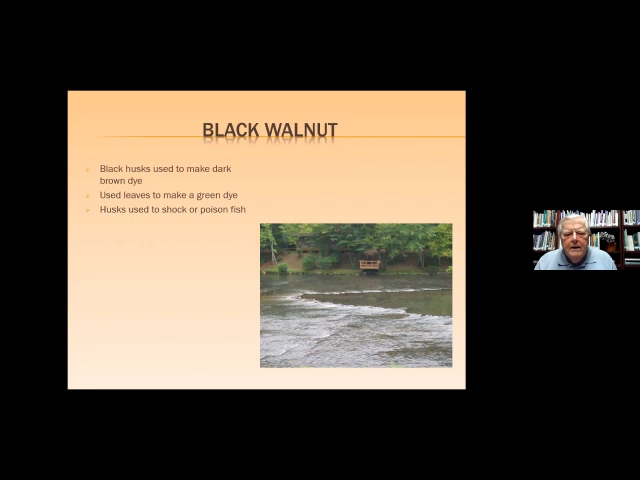 BLACK WALNUT
Black husks used to make dark
brown dye
Used leaves to make a green dye
Husks used to shock or poison fish